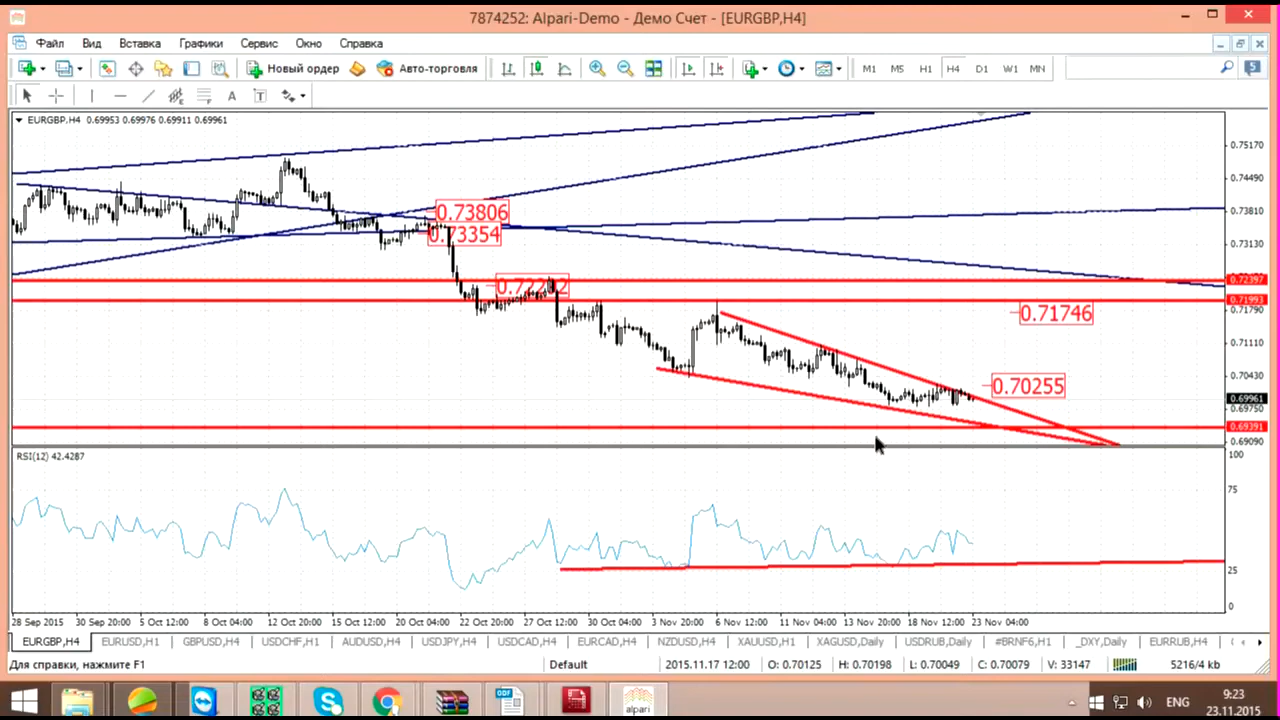 7874252: Alpari-Demo - Демо Счет - [EURGBP,H4]
Файл Вид Вставка Графики Сервис Окно Справка
Новый ордер Авто-торговля M1 M5 H1 H4 D1 W1 MN 5
A T
EURGBP,H4 0.69953 0.69976 0.69911 0.69961
0.75170
0.74490
0.73806 0.73810
0.73354
0.73130
0.72397
0.71993
0.71746 0.71790
0.71110
0.70430
0.70255
0.69961
0.69750
0.69391
0.69090
RSI(12) 42.4287 100
75
25
0
28 Sep 2015 30 Sep 20:00 5 Oct 12:00 8 Oct 04:00 12 Oct 20:00 15 Oct 12:00 20 Oct 04:00 22 Oct 20:00 27 Oct 12:00 30 Oct 04:00 3 Nov 20:00 6 Nov 12:00 11 Nov 04:00 13 Nov 20:00 18 Nov 12:00 23 Nov 04:00
EURGBP,H4 EURUSD,H1 GBPUSD,H4 USDCHF,H1 AUDUSD,H4 USDJPY,H4 USDCAD,H4 EURCAD,H4 NZDUSD,H4 XAUUSD,H1 XAGUSD,Daily USDRUB,Daily #BRNF6,H1 _DXY,Daily EURRUB,H4
Для справки, нажмите F1 Default 2015.11.17 12:00 O: 0.70125 H: 0.70198 L: 0.70049 C: 0.70079 V: 33147 5216/4 kb
ODF alpari ENG 9:23
23.11.2015